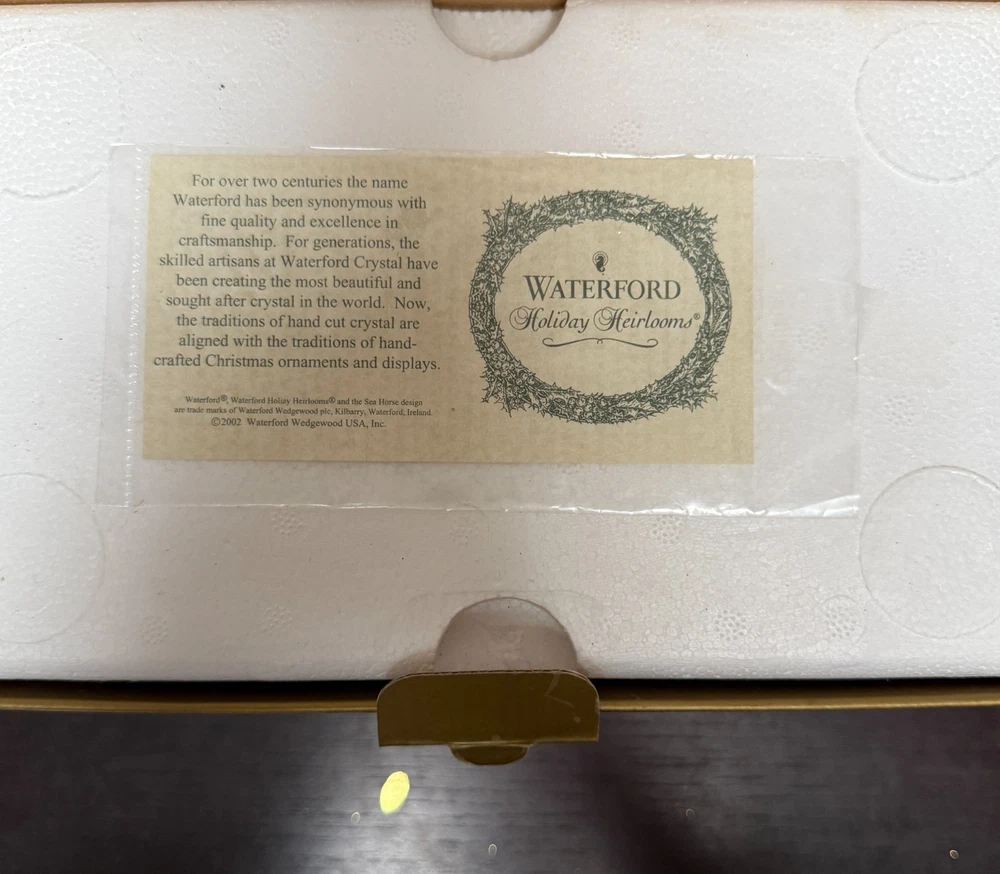 For over two centuries the name
Waterford has been synonymous with
fine quality and excellence in
craftsmanship.  For generations, the
skilled artisans at Waterford Crystal have
been creating the most beautiful and
sought after crystal in the world.  Now,
the traditions of hand cut crystal are
aligned with the traditions of hand-
crafted Christmas ornaments and displays.
Waterford®, Waterford Holiay Heirlooms® and the Sea Horse design
are trade marks of Waterford Wedgewood plc, Kilbarry, Waterford, Ireland.
©2002  Waterford Wedgewood USA, Inc.
WATERFORD
Holiday Heirlooms®